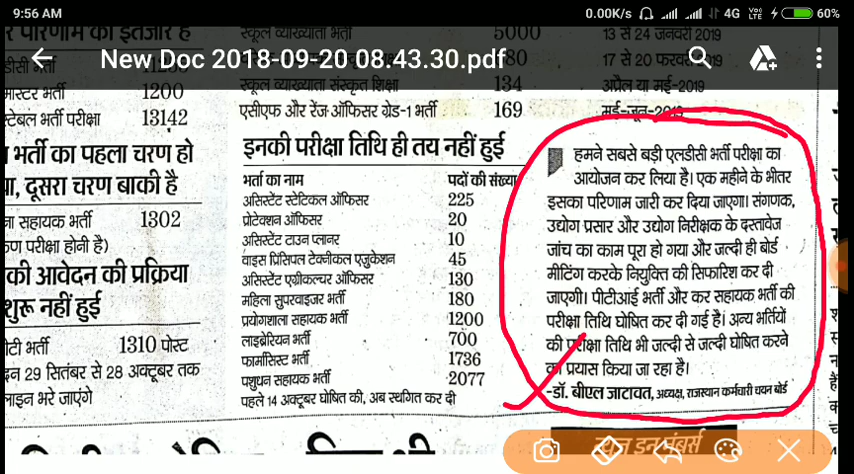 9:56 AM
0.00K/s
4G
VoLTE
60%
New Doc 2018-09-20 08.43.30.pdf
र परिणाम का इंतजार है
डीसी भर्ती
मास्टर भर्ती 1200
स्टेबल भर्ती परीक्षा 13142
भर्ती का पहला चरण हो
दूसरा चरण बाकी है
सहायक भर्ती 1302
परीक्षा होनी है)
की आवेदन की प्रक्रिया
शुरू नहीं हुई
भर्ती 1310 पोस्ट
29 सितंबर से 28 अक्टूबर तक
भरे जाएंगे
स्कूल व्याख्याता भर्ती 5000 13 से 24 जनवरी 2019
17 से 20
स्कूल व्याख्याता संस्कृत शिक्षा 134 अप्रैल या मई-2019
एसीएफ और रेंज ऑफिसर ग्रेड-1 भर्ती 169 मई-जून-2019
इनकी परीक्षा तिथि ही तय नहीं हुई
भर्ती का नाम पदों की संख्या
असिस्टेंट स्टेटिकल ऑफिसर 225
प्रोटेक्शन ऑफिसर 20
असिस्टेंट टाउन प्लानर 10
वाइस प्रिंसिपल टेक्नीकल एजुकेशन 45
असिस्टेंट एग्रीकल्चर ऑफिसर 130
महिला सुपरवाइजर भर्ती 180
प्रयोगशाला सहायक भर्ती 1200
लाइब्रेरियन भर्ती 700
फार्मासिस्ट भर्ती 1736
पशुधन सहायक भर्ती 2077
पहले 14 अक्टूबर घोषित की, अब स्थगित कर दी
हमने सबसे बड़ी एलडीसी भर्ती परीक्षा का
आयोजन कर लिया है। एक महीने के भीतर
इसका परिणाम जारी कर दिया जाएगा। संगणक,
उद्योग प्रसार और उद्योग निरीक्षक के दस्तावेज
जांच का काम पूरा हो गया और जल्दी ही बोर्ड
मीटिंग करके नियुक्ति की सिफारिश कर दी
जाएगी। पीटीआई भर्ती और कर सहायक भर्ती की
परीक्षा तिथि घोषित कर दी गई है। अन्य भर्तियों
की परीक्षा तिथि भी जल्दी से जल्दी घोषित करने
का प्रयास किया जा रहा है।
-डॉ. बीएल जाटावत, अध्यक्ष, राजस्थान कर्मचारी चयन बोर्ड